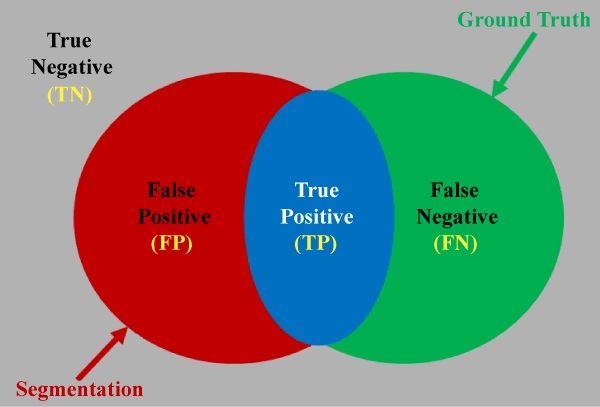 Ground Truth
True
Negative
(TN)
False
Positive
(FP)
True
Positive
(TP)
False
Negative
(FN)
Segmentation